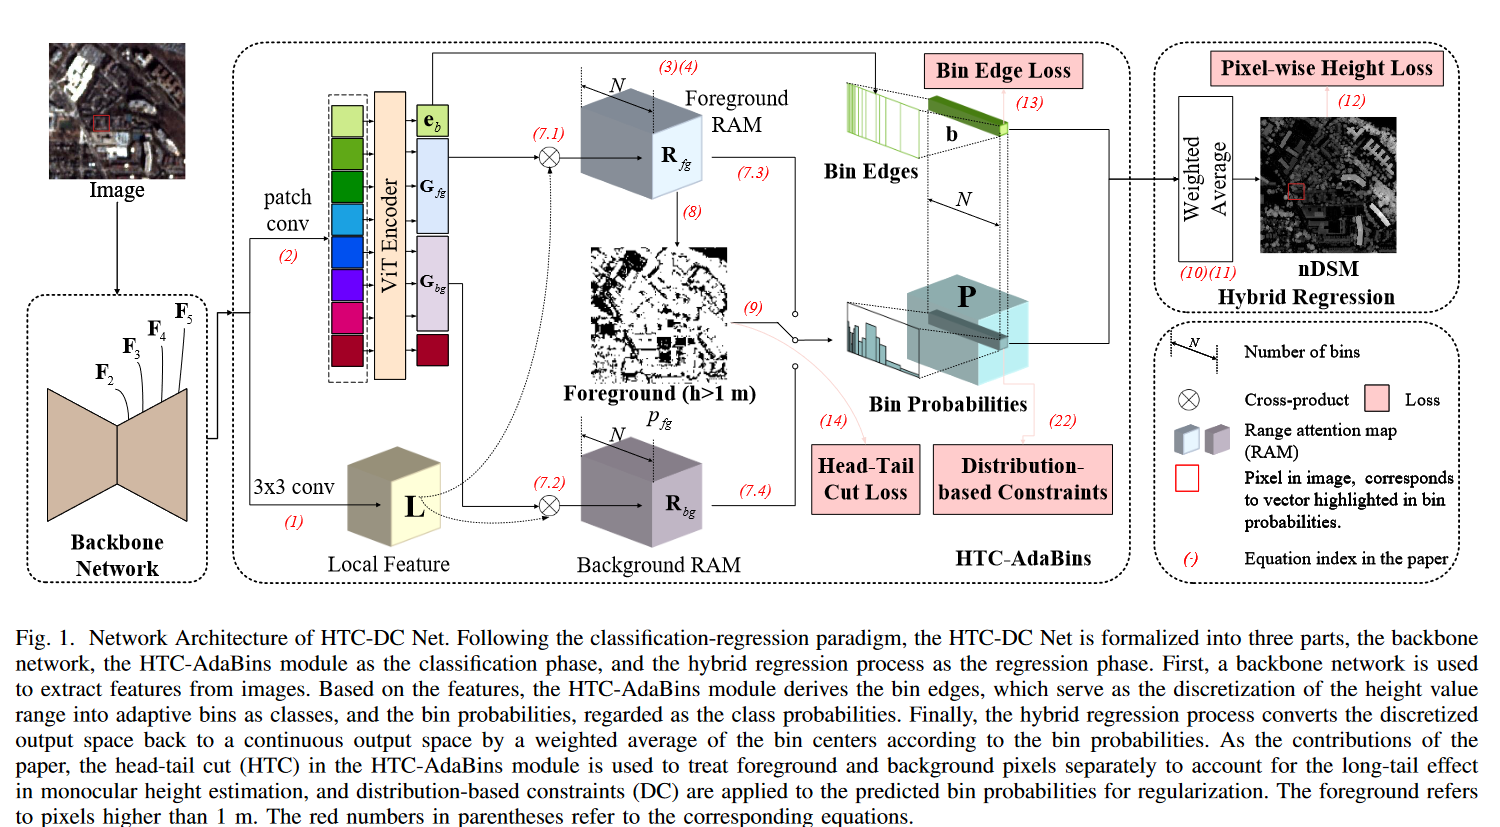 Image
F2
F3
F4
F5
Backbone
Network
patch
conv
(2)
3x3 conv
(1)
ViT Encoder
e_b
G_fg
G_bg
L
Local Feature
(7.1)
(7.2)
(3)(4)
N
Foreground
RAM
R_fg
(7.3)
(8)
Foreground (h>1 m)
p_fg
N
R_bg
(7.4)
Background RAM
(9)
(14)
Bin Edge Loss
(13)
b
Bin Edges
N
P
Bin Probabilities
(22)
Head-Tail
Cut Loss
Distribution-
based Constraints
HTC-AdaBins
Pixel-wise Height Loss
(12)
Weighted
Average
(10)(11)
nDSM
Hybrid Regression
N
Number of bins
Cross-product
Loss
Range attention map
(RAM)
Pixel in image, corresponds
to vector highlighted in bin
probabilities.
(·)
Equation index in the paper
Fig. 1. Network Architecture of HTC-DC Net. Following the classification-regression paradigm, the HTC-DC Net is formalized into three parts, the backbone
network, the HTC-AdaBins module as the classification phase, and the hybrid regression process as the regression phase. First, a backbone network is used
to extract features from images. Based on the features, the HTC-AdaBins module derives the bin edges, which serve as the discretization of the height value
range into adaptive bins as classes, and the bin probabilities, regarded as the class probabilities. Finally, the hybrid regression process converts the discretized
output space back to a continuous output space by a weighted average of the bin centers according to the bin probabilities. As the contributions of the
paper, the head-tail cut (HTC) in the HTC-AdaBins module is used to treat foreground and background pixels separately to account for the long-tail effect
in monocular height estimation, and distribution-based constraints (DC) are applied to the predicted bin probabilities for regularization. The foreground refers
to pixels higher than 1 m. The red numbers in parentheses refer to the corresponding equations.